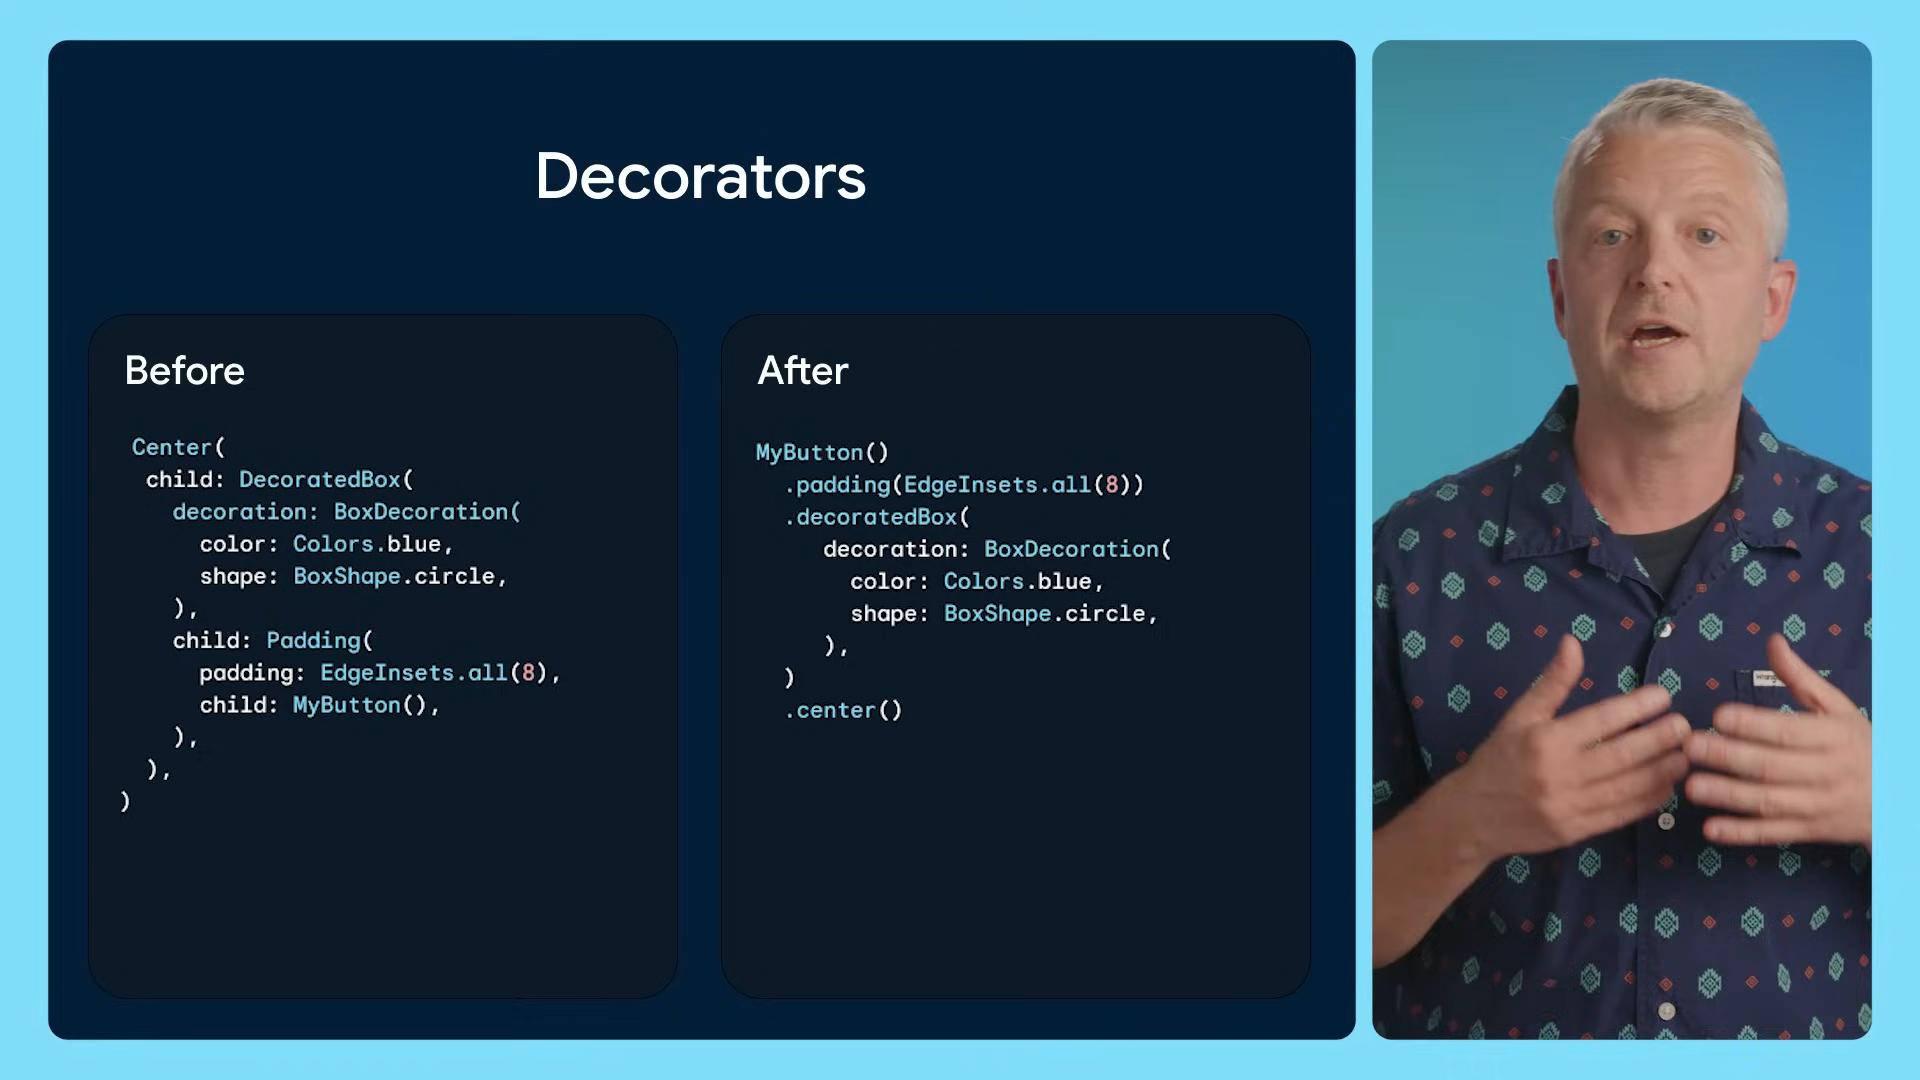 Decorators
Before
Center(
child: DecoratedBox(
decoration: BoxDecoration(
color: Colors.blue,
shape: BoxShape.circle,
),
child: Padding(
padding: EdgeInsets.all(8),
child: MyButton(),
),
),
)
After
MyButton()
.padding(EdgeInsets.all(8))
.decoratedBox(
decoration: BoxDecoration(
color: Colors.blue,
shape: BoxShape.circle,
),
)
.center()